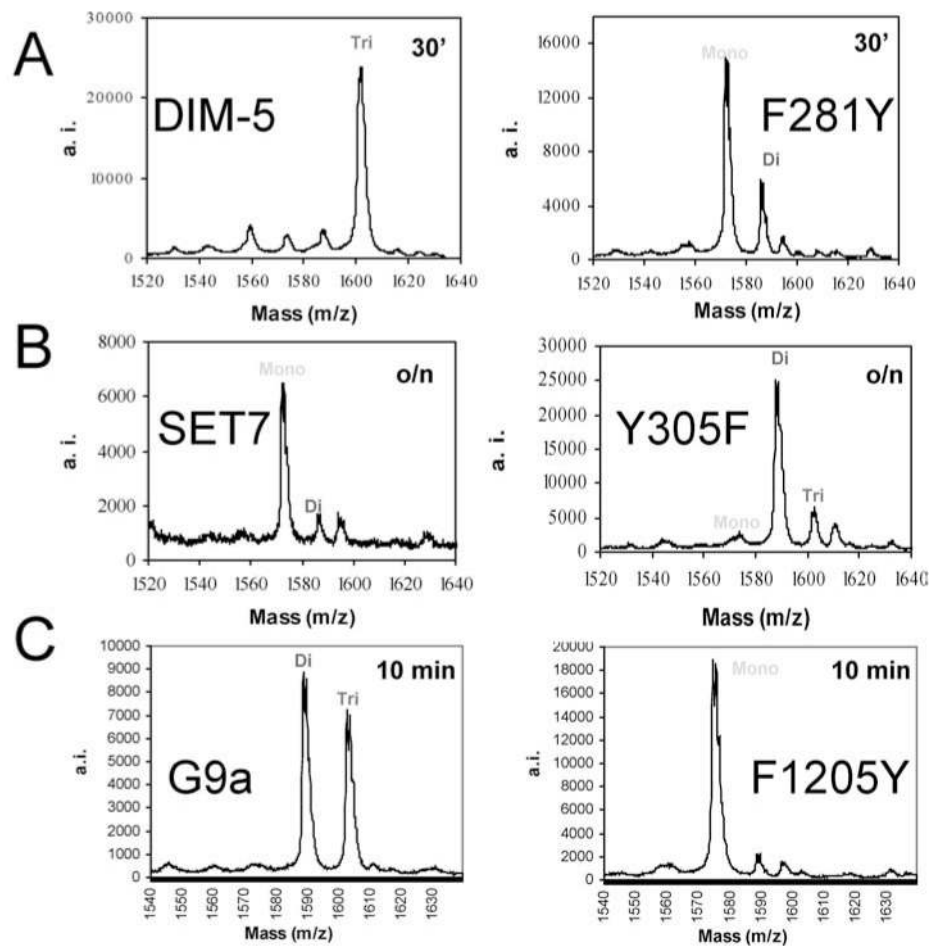 A
DIM-5
30'
Tri
a. i.
30000
20000
10000
0
1520 1540 1560 1580 1600 1620 1640
Mass (m/z)
F281Y
30'
Mono
Di
a. i.
16000
12000
8000
4000
0
1520 1540 1560 1580 1600 1620 1640
Mass (m/z)
B
SET7
o/n
Mono
Di
a. i.
8000
6000
4000
2000
0
1520 1540 1560 1580 1600 1620 1640
Mass (m/z)
Y305F
o/n
Di
Tri
Mono
a. i.
30000
25000
20000
15000
10000
5000
0
1520 1540 1560 1580 1600 1620 1640
Mass (m/z)
C
G9a
10 min
Di
Tri
a.i.
10000
9000
8000
7000
6000
5000
4000
3000
2000
1000
0
1540 1550 1560 1570 1580 1590 1600 1610 1620 1630
Mass (m/z)
F1205Y
10 min
Mono
a.i.
20000
18000
16000
14000
12000
10000
8000
6000
4000
2000
0
1540 1550 1560 1570 1580 1590 1600 1610 1620 1630
Mass (m/z)